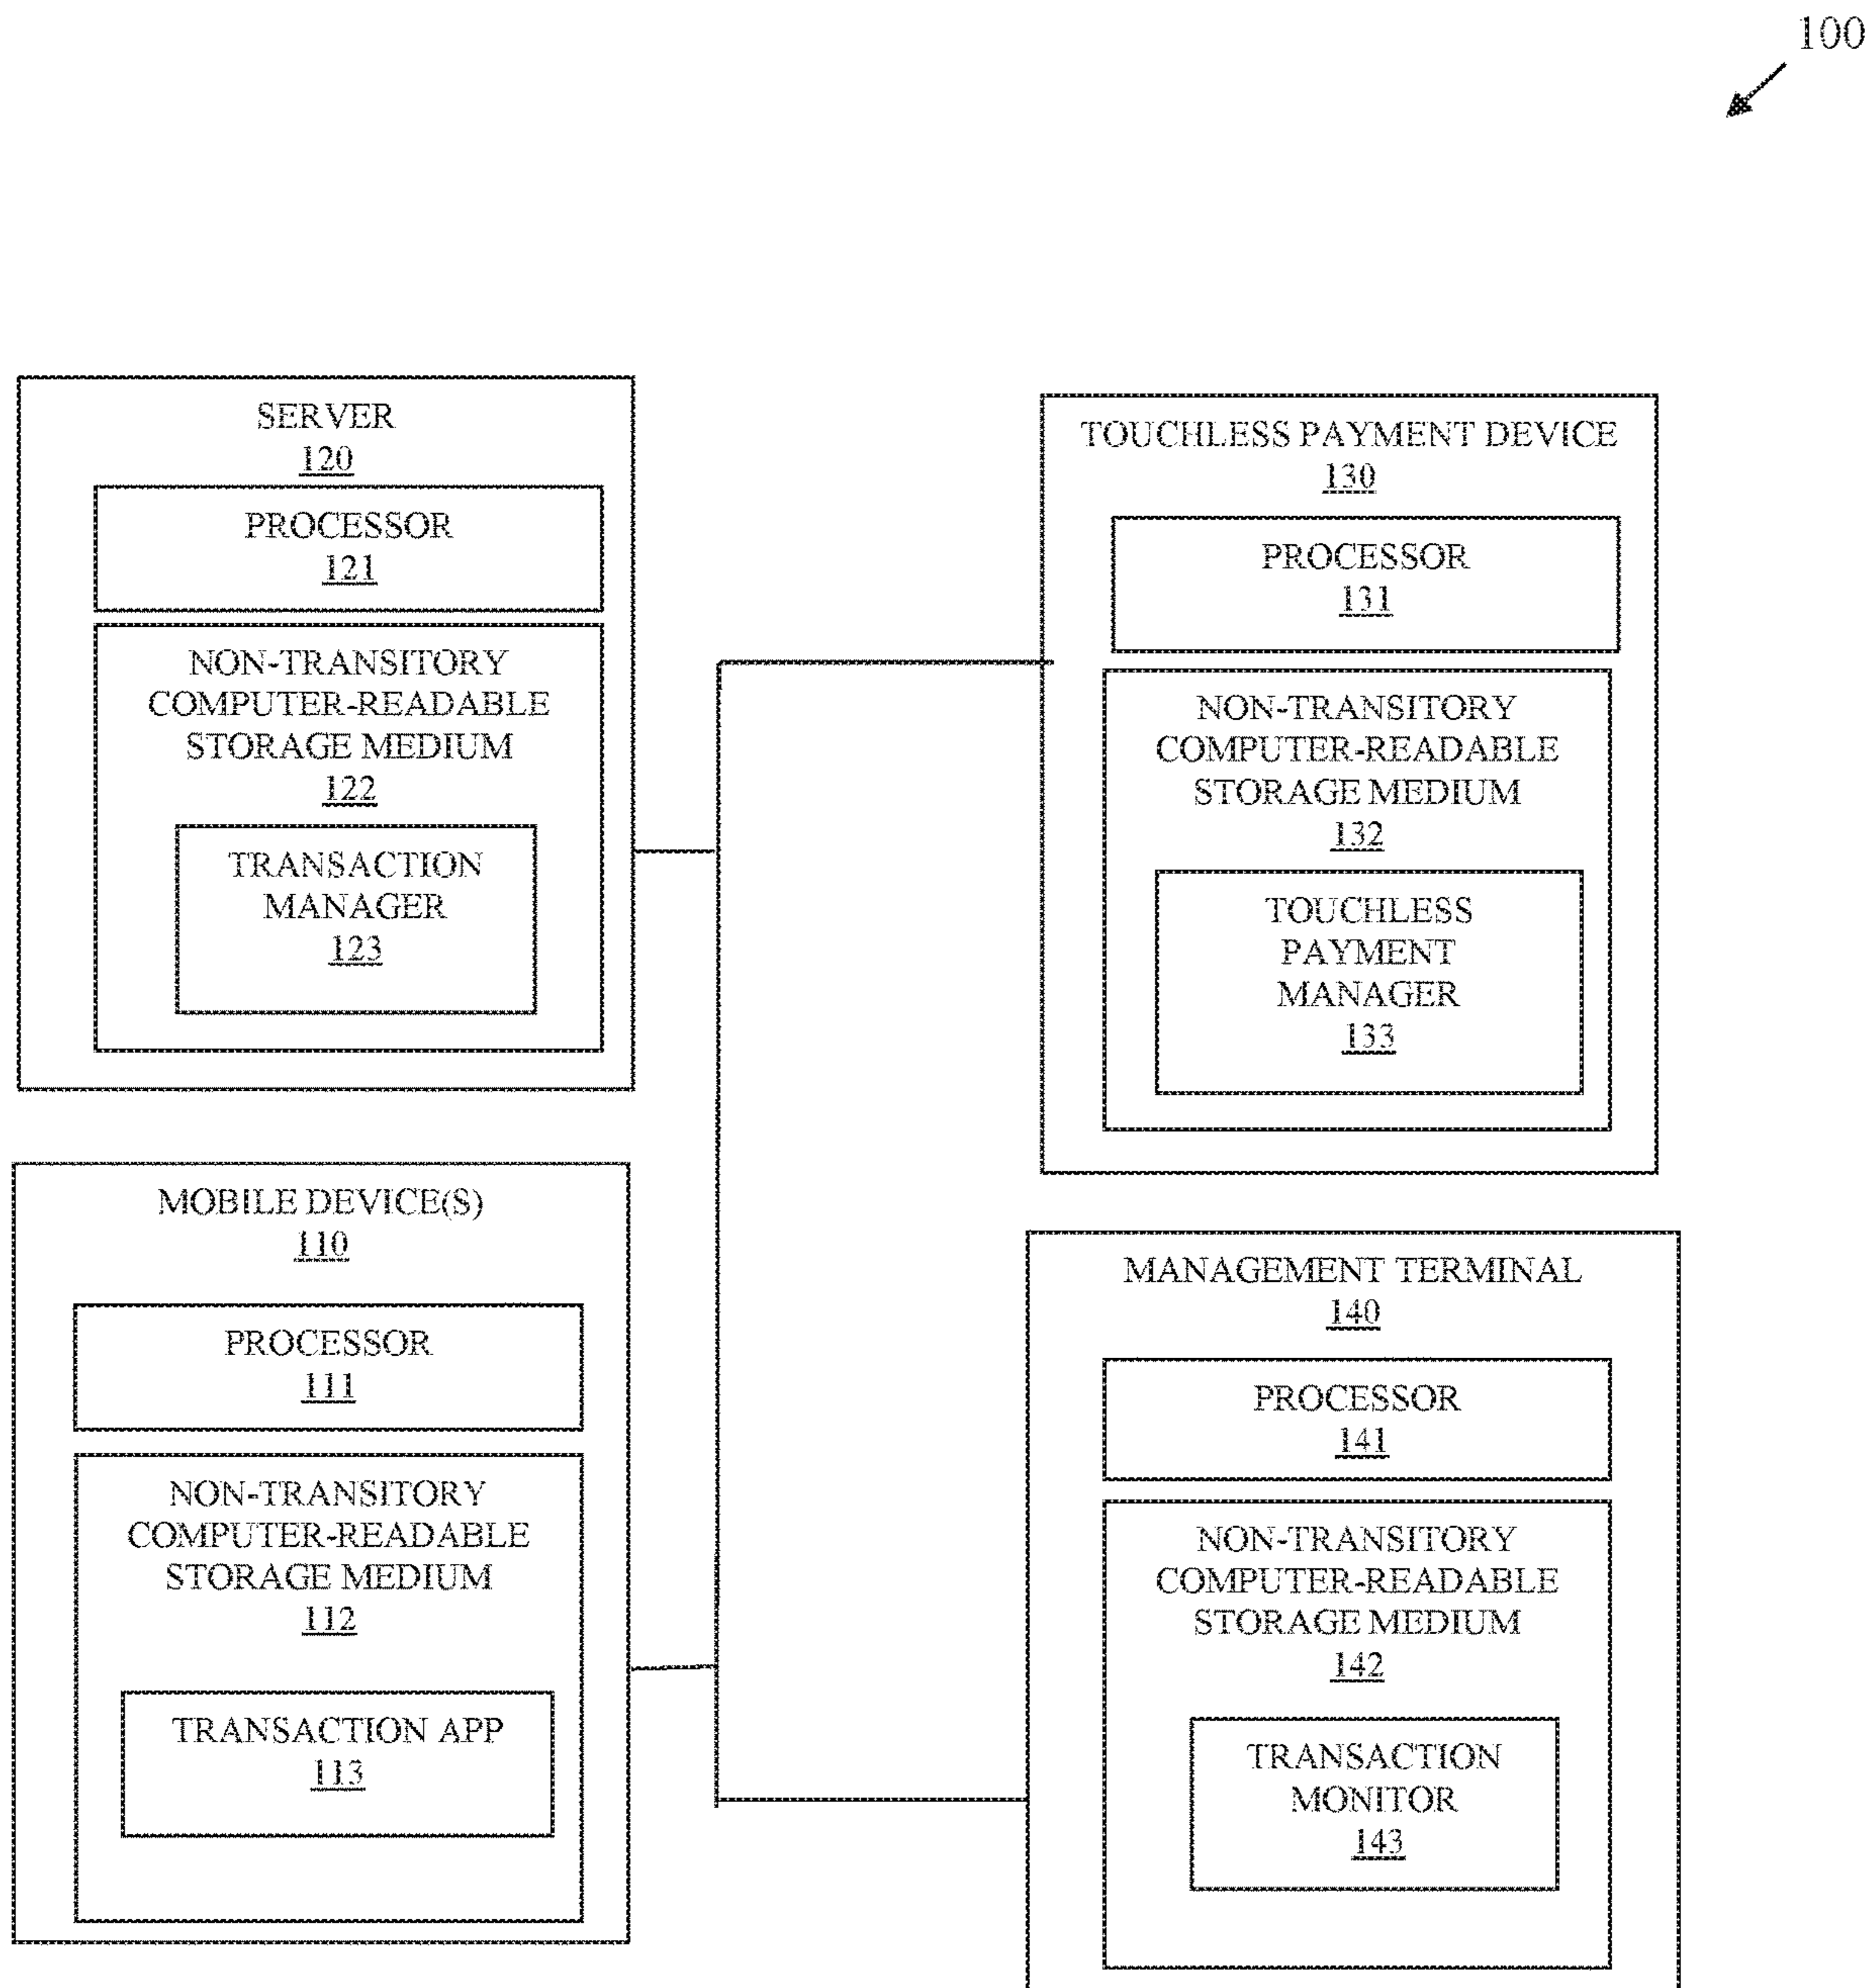 100
SERVER
120
PROCESSOR
121
NON-TRANSITORY
COMPUTER-READABLE
STORAGE MEDIUM
122
TRANSACTION
MANAGER
123
TOUCHLESS PAYMENT DEVICE
130
PROCESSOR
131
NON-TRANSITORY
COMPUTER-READABLE
STORAGE MEDIUM
132
TOUCHLESS
PAYMENT
MANAGER
133
MOBILE DEVICE(S)
110
PROCESSOR
111
NON-TRANSITORY
COMPUTER-READABLE
STORAGE MEDIUM
112
TRANSACTION APP
113
MANAGEMENT TERMINAL
140
PROCESSOR
141
NON-TRANSITORY
COMPUTER-READABLE
STORAGE MEDIUM
142
TRANSACTION
MONITOR
143